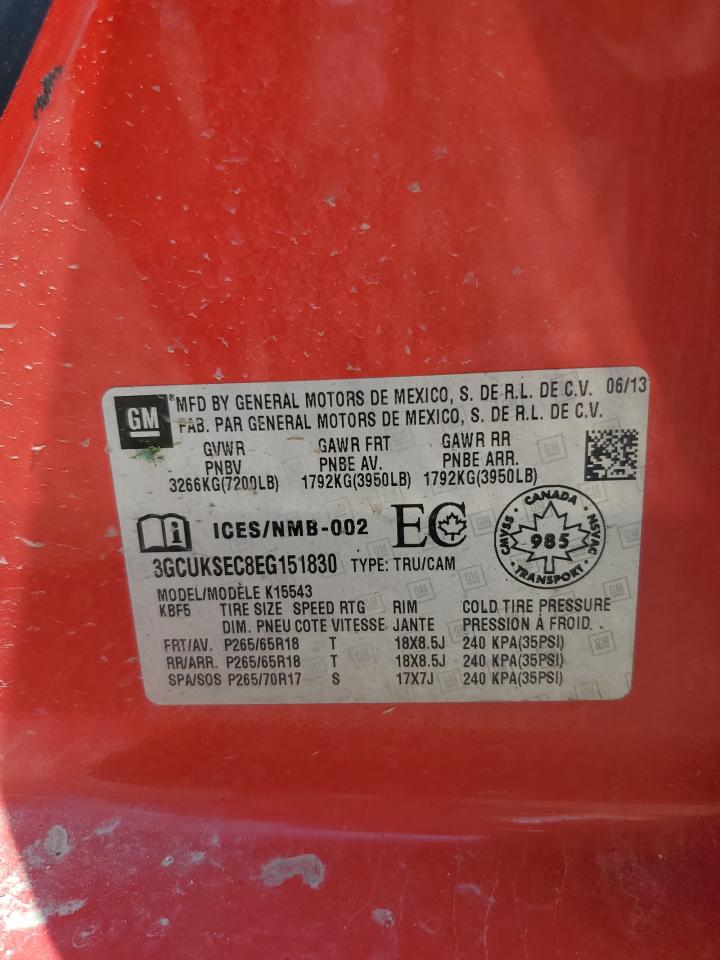 GM
MFD BY GENERAL MOTORS DE MEXICO, S. DE R.L. DE C.V. 06/13
FAB. PAR GENERAL MOTORS DE MEXICO, S. DE R.L. DE C.V.
GVWR GAWR FRT GAWR RR
PNBV PNBE AV. PNBE ARR.
3266KG(7200LB) 1792KG(3950LB) 1792KG(3950LB)
i ICES/NMB-002 EC
CANADA
CMVSS 985 NSVAC
TRANSPORT
3GCUKSEC8EG151830 TYPE: TRU/CAM
MODEL/MODÈLE K15543
KBF5 TIRE SIZE SPEED RTG RIM COLD TIRE PRESSURE
DIM. PNEU COTE VITESSE JANTE PRESSION À FROID.
FRT/AV. P265/65R18 T 18X8.5J 240 KPA(35PSI)
RR/ARR. P265/65R18 T 18X8.5J 240 KPA(35PSI)
SPA/SOS P265/70R17 S 17X7J 240 KPA(35PSI)